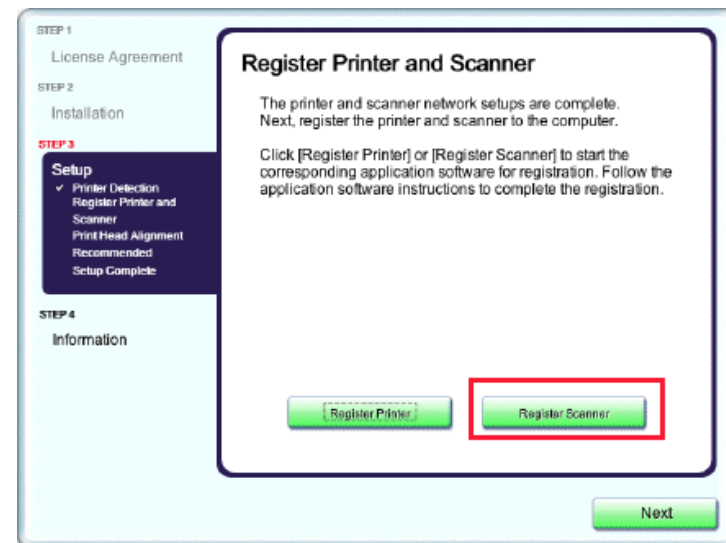 STEP 1
License Agreement
STEP 2
Installation
STEP 3
Setup
✓ Printer Detection
Register Printer and
Scanner
Print Head Alignment
Recommended
Setup Complete
STEP 4
Information
Register Printer and Scanner
The printer and scanner network setups are complete.
Next, register the printer and scanner to the computer.
Click [Register Printer] or [Register Scanner] to start the
corresponding application software for registration. Follow the
application software instructions to complete the registration.
Register Printer
Register Scanner
Next